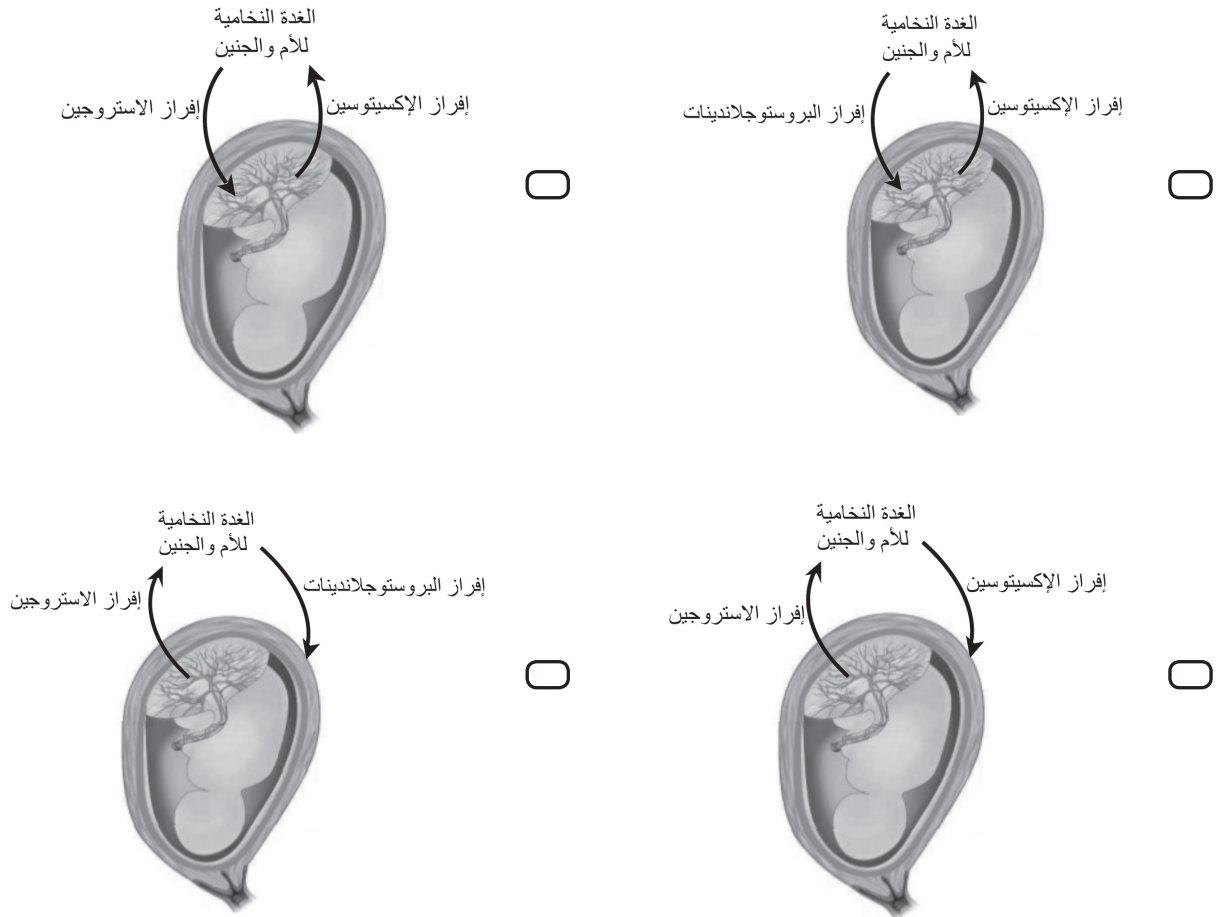 الغدة النخامية
للأم والجنين
إفراز الإكسيتوسين
إفراز البروستوجلاندينات
الغدة النخامية
للأم والجنين
إفراز الإكسيتوسين
إفراز الاستروجين
الغدة النخامية
للأم والجنين
إفراز الإكسيتوسين
إفراز الاستروجين
الغدة النخامية
للأم والجنين
إفراز البروستوجلاندينات
إفراز الاستروجين